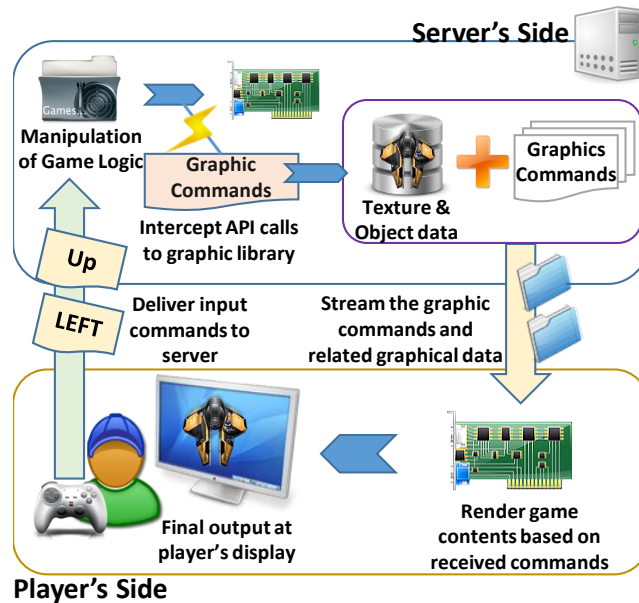 Server's Side
Games
Manipulation
of Game Logic
Graphic
Commands
Intercept API calls
to graphic library
Texture &
Object data
Graphics
Commands
Up
LEFT
Deliver input
commands to
server
Stream the graphic
commands and
related graphical data
Final output at
player's display
Render game
contents based on
received commands
Player's Side